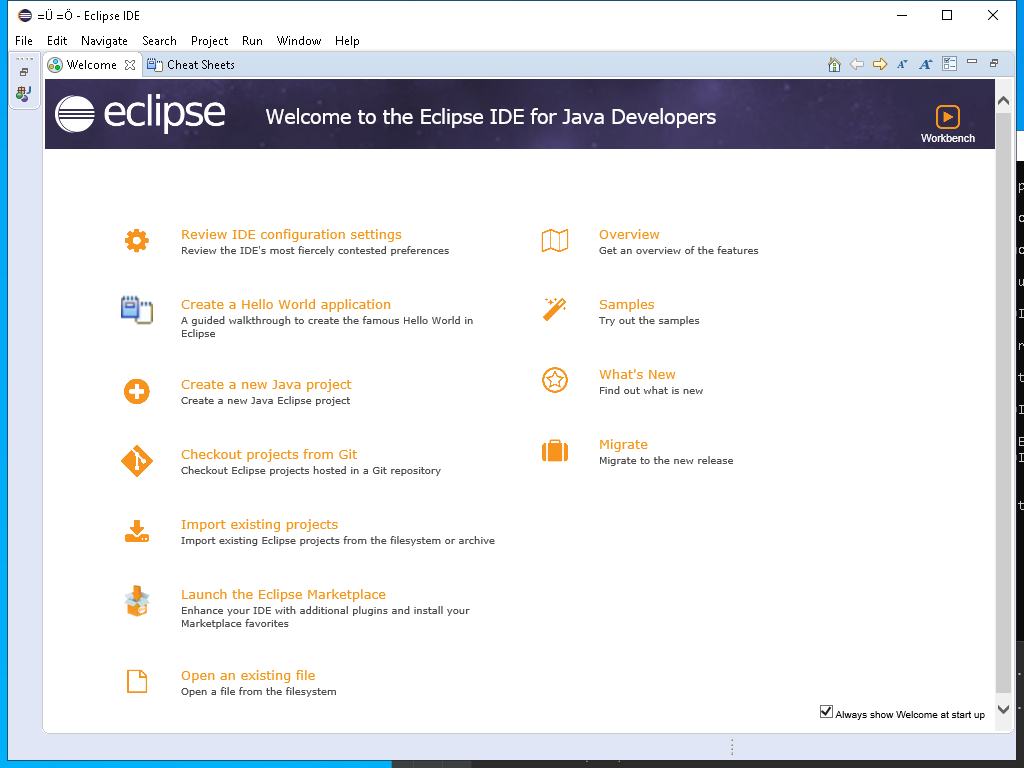 =Ü =Ö - Eclipse IDE
File Edit Navigate Search Project Run Window Help
Welcome Cheat Sheets
eclipse Welcome to the Eclipse IDE for Java Developers
Workbench
Review IDE configuration settings
Review the IDE's most fiercely contested preferences
Create a Hello World application
A guided walkthrough to create the famous Hello World in
Eclipse
Create a new Java project
Create a new Java Eclipse project
Checkout projects from Git
Checkout Eclipse projects hosted in a Git repository
Import existing projects
Import existing Eclipse projects from the filesystem or archive
Launch the Eclipse Marketplace
Enhance your IDE with additional plugins and install your
Marketplace favorites
Open an existing file
Open a file from the filesystem
Overview
Get an overview of the features
Samples
Try out the samples
What's New
Find out what is new
Migrate
Migrate to the new release
Always show Welcome at start up